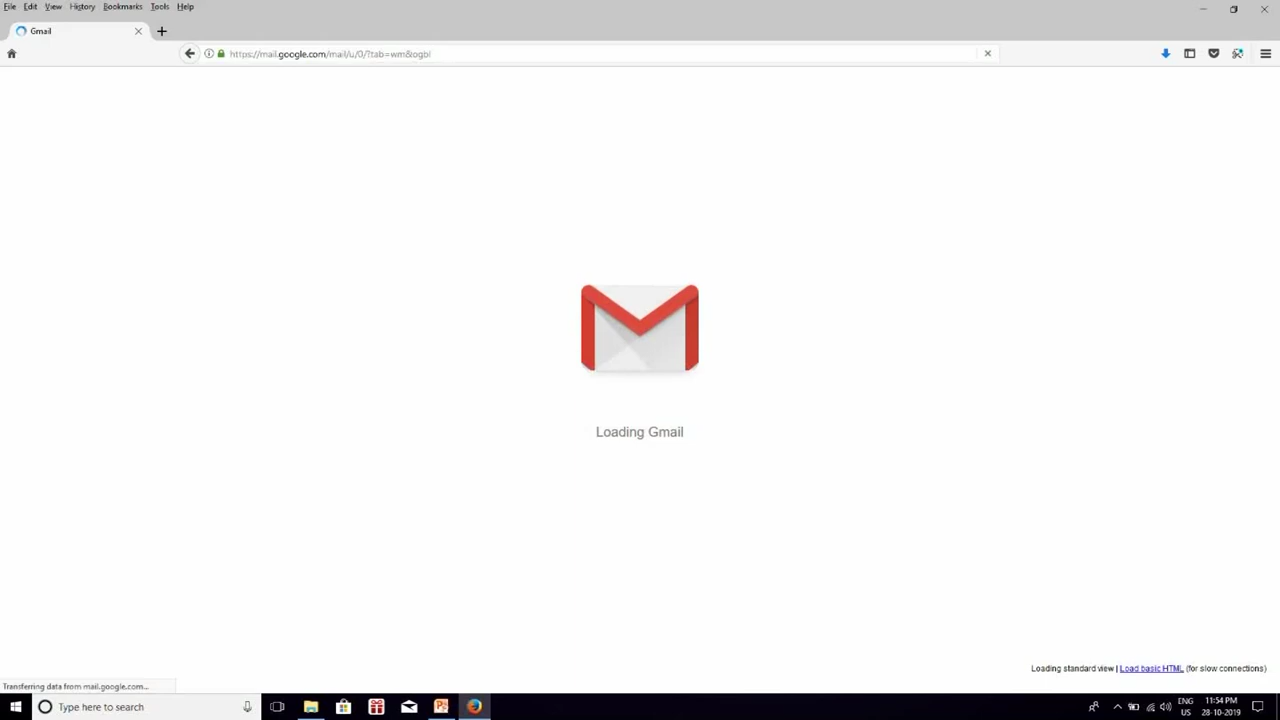 File Edit View History Bookmarks Tools Help
Gmail
https://mail.google.com/mail/u/0/?tab=wm&ogbl
Loading Gmail
Loading standard view | Load basic HTML (for slow connections)
Transferring data from mail.google.com...
Type here to search
ENG 11:54 PM
US 28-10-2019